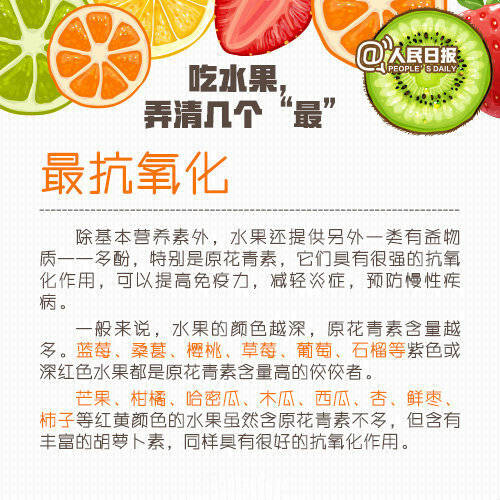 @人民日报
PEOPLE'S DAILY
吃水果，
弄清几个“最”
最抗氧化
除基本营养素外，水果还提供另外一类有益物
质——多酚，特别是原花青素，它们具有很强的抗氧
化作用，可以提高免疫力，减轻炎症，预防慢性疾
病。
一般来说，水果的颜色越深，原花青素含量越
多。蓝莓、桑葚、樱桃、草莓、葡萄、石榴等紫色或
深红色水果都是原花青素含量高的佼佼者。
芒果、柑橘、哈密瓜、木瓜、西瓜、杏、鲜枣、
柿子等红黄颜色的水果虽然含原花青素不多，但含有
丰富的胡萝卜素，同样具有很好的抗氧化作用。